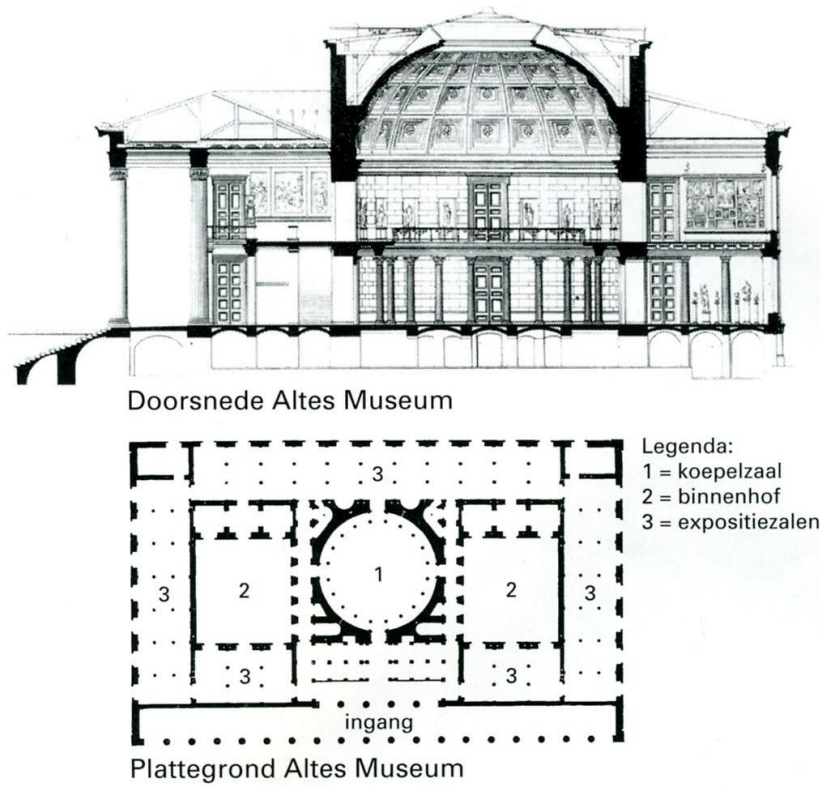 Doorsnede Altes Museum
Legenda:
1 = koepelzaal
2 = binnenhof
3 = expositiezalen
3
1
2
2
3
3
3
3
ingang
Plattegrond Altes Museum